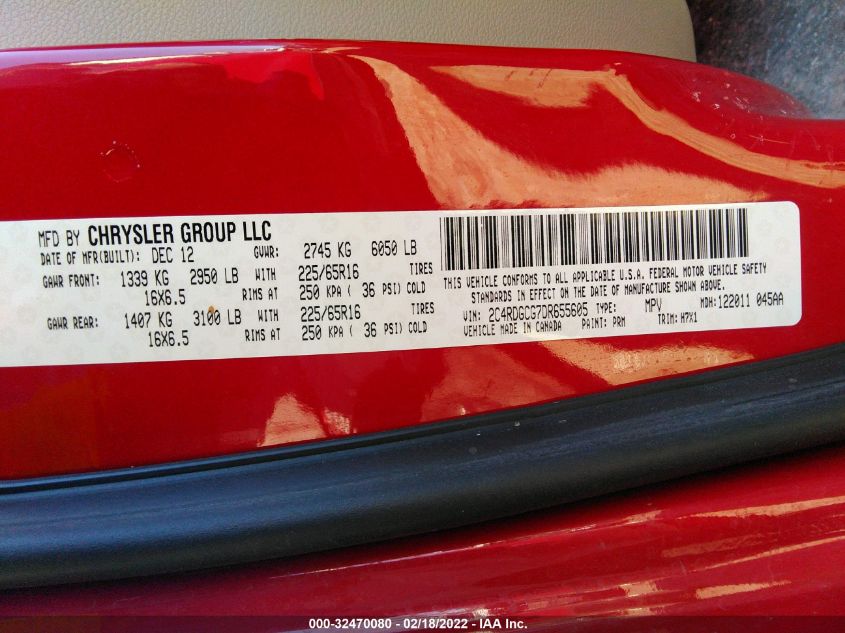 MFD BY CHRYSLER GROUP LLC
DATE OF MFR(BUILT): DEC 12 GVWR: 2745 KG 6050 LB
GAWR FRONT: 1339 KG 2950 LB WITH 225/65R16 TIRES
16X6.5 RIMS AT 250 KPA ( 36 PSI) COLD
GAWR REAR: 1407 KG 3100 LB WITH 225/65R16 TIRES
16X6.5 RIMS AT 250 KPA ( 36 PSI) COLD
THIS VEHICLE CONFORMS TO ALL APPLICABLE U.S.A. FEDERAL MOTOR VEHICLE SAFETY
STANDARDS IN EFFECT ON THE DATE OF MANUFACTURE SHOWN ABOVE.
VIN: 2C4RDGCG7DR655605 TYPE: MPV MDH: 122011 045AA
VEHICLE MADE IN CANADA PAINT: PRM TRIM: H7X1
000-32470080 - 02/18/2022 - IAA Inc.